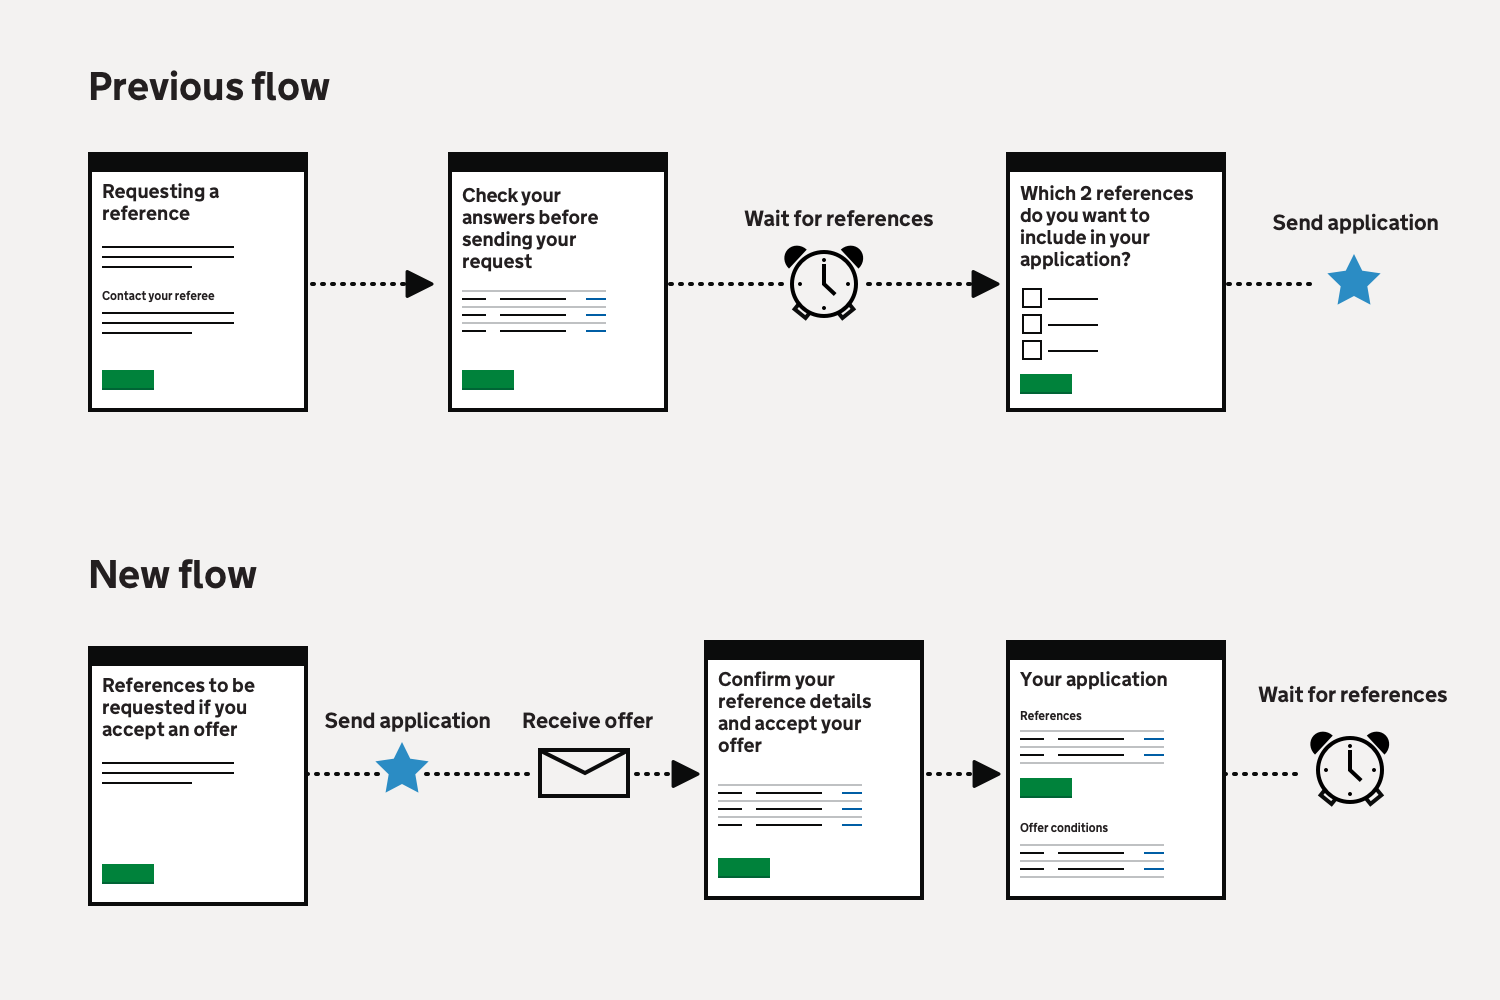 Previous flow
Requesting a
reference
Contact your referee
Check your
answers before
sending your
request
Wait for references
Which 2 references
do you want to
include in your
application?
Send application
New flow
References to be
requested if you
accept an offer
Send application
Receive offer
Confirm your
reference details
and accept your
offer
Your application
References
Offer conditions
Wait for references